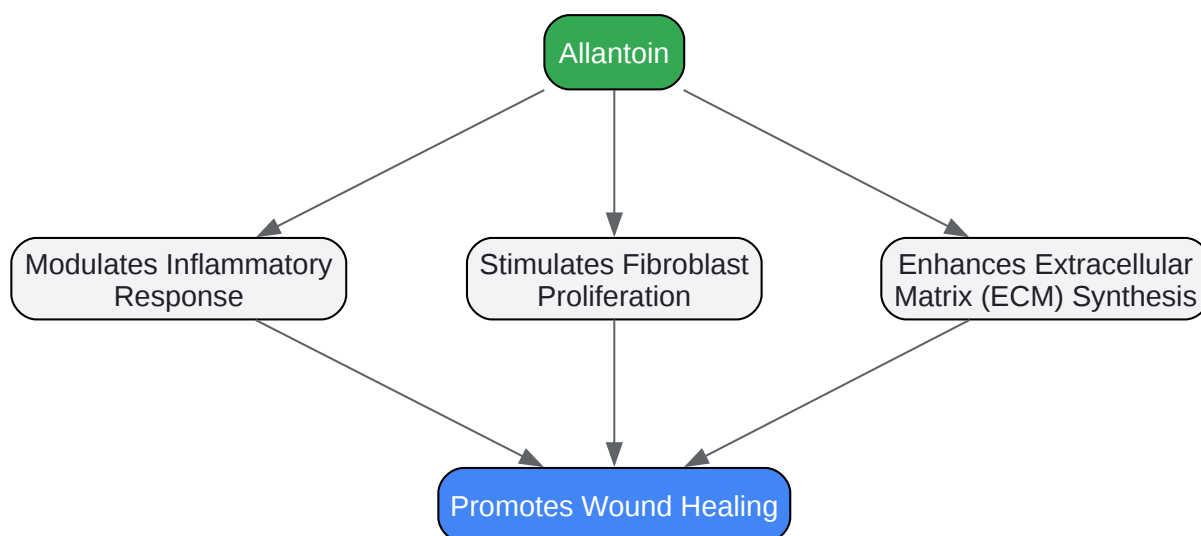 Allantoin
Modulates Inflammatory
Response
Stimulates Fibroblast
Proliferation
Enhances Extracellular
Matrix (ECM) Synthesis
Promotes Wound Healing